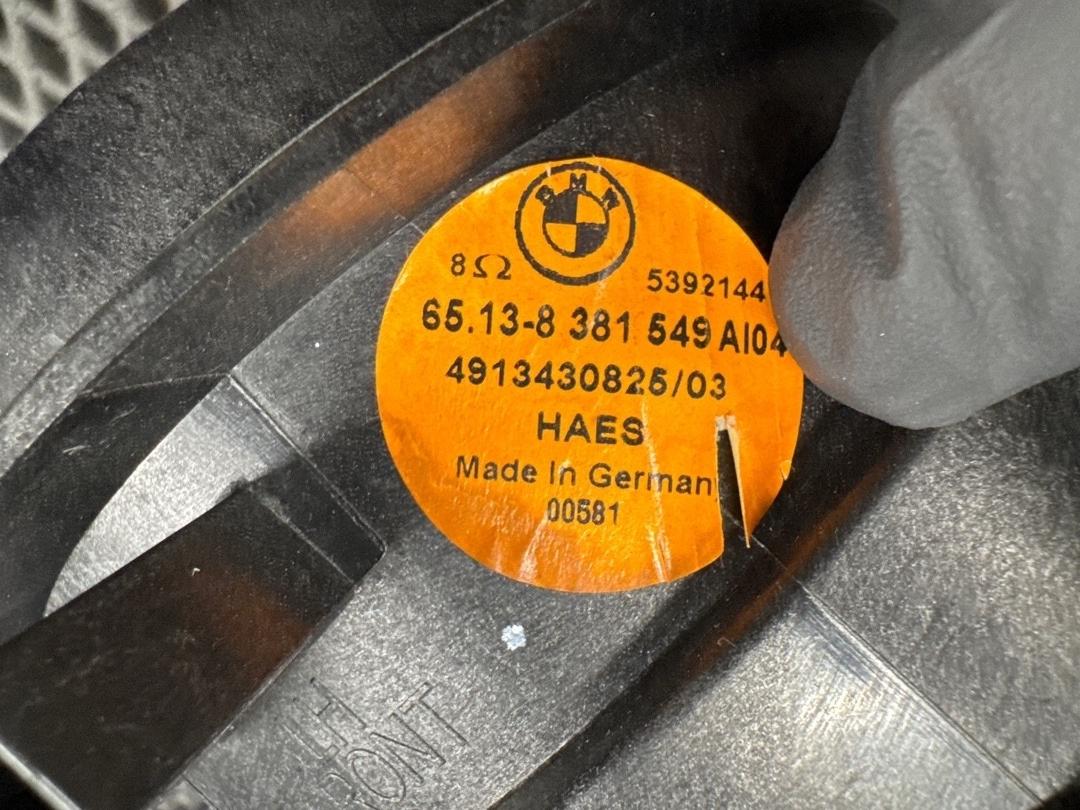 BMW
8Ω 5392144
65.13-8 381 549 AI04
4913430825/03
HAES
Made In German
00581